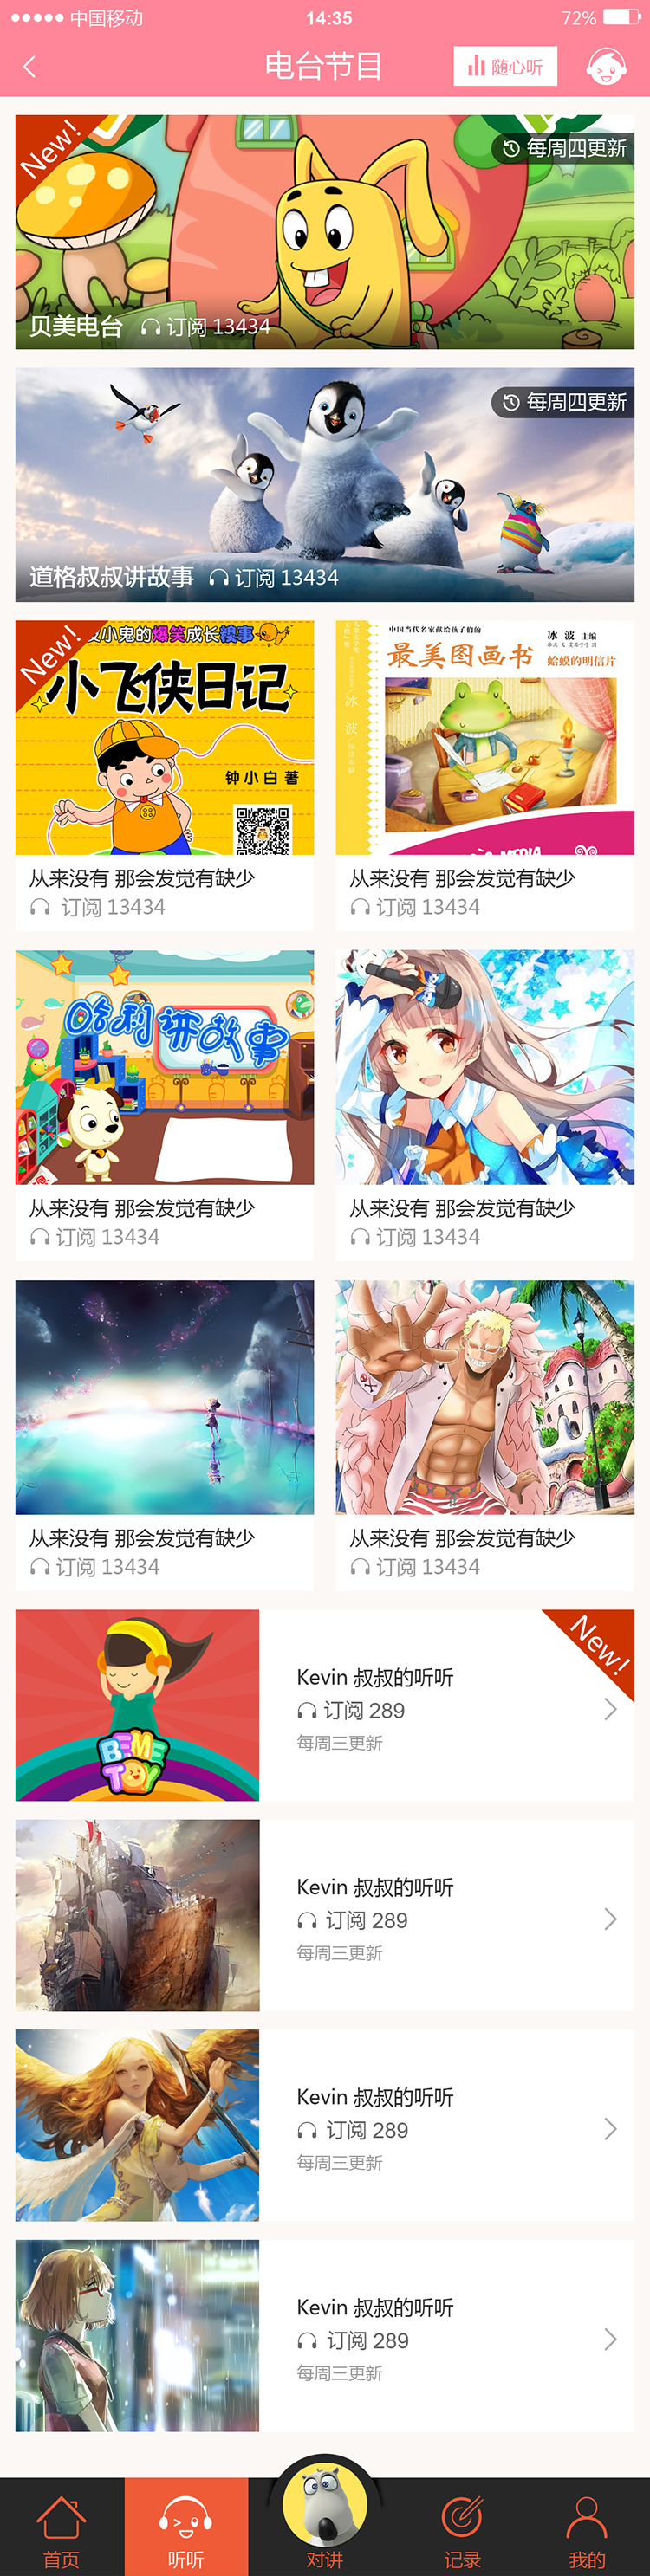 中国移动 14:35 72%
电台节目 随心听
New!
每周四更新
贝美电台 订阅 13434
每周四更新
道格叔叔讲故事 订阅 13434
New!
小鬼的爆笑成长糗事
小飞侠日记
钟小白 著
中国当代名家献给孩子们的
冰波 主编
最美图画书
蛤蟆的明信片
冰波
从来没有 那会发觉有缺少
订阅 13434
从来没有 那会发觉有缺少
订阅 13434
哈利讲故事
从来没有 那会发觉有缺少
订阅 13434
从来没有 那会发觉有缺少
订阅 13434
从来没有 那会发觉有缺少
订阅 13434
从来没有 那会发觉有缺少
订阅 13434
BEME
TOY
New!
Kevin 叔叔的听听
订阅 289
每周三更新
Kevin 叔叔的听听
订阅 289
每周三更新
Kevin 叔叔的听听
订阅 289
每周三更新
Kevin 叔叔的听听
订阅 289
每周三更新
首页 听听 对讲 记录 我的